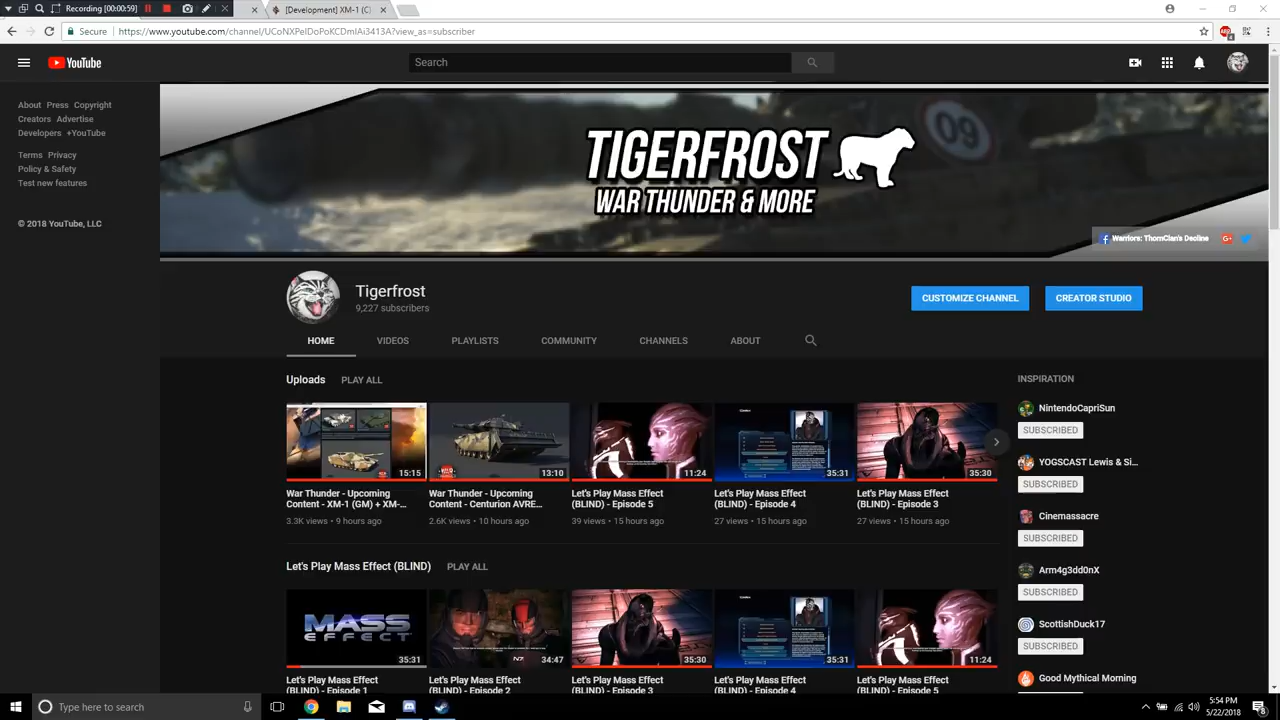 Recording [00:00:59]
[Development] XM-1 (C)
Secure
https://www.youtube.com/channel/UCoNXPelDoPoKCDmIAi3413A?view_as=subscriber
YouTube
Search
About Press Copyright
Creators Advertise
Developers +YouTube
Terms Privacy
Policy & Safety
Test new features
© 2018 YouTube, LLC
09
TIGERFROST
WAR THUNDER & MORE
Warriors: ThornClan's Decline
Tigerfrost
9,227 subscribers
CUSTOMIZE CHANNEL
CREATOR STUDIO
HOME
VIDEOS
PLAYLISTS
COMMUNITY
CHANNELS
ABOUT
Uploads PLAY ALL
15:15
13:10
11:24
35:31
35:30
War Thunder - Upcoming
Content - XM-1 (GM) + XM-...
3.3K views • 9 hours ago
War Thunder - Upcoming
Content - Centurion AVRE...
2.6K views • 10 hours ago
Let's Play Mass Effect
(BLIND) - Episode 5
39 views • 15 hours ago
Let's Play Mass Effect
(BLIND) - Episode 4
27 views • 15 hours ago
Let's Play Mass Effect
(BLIND) - Episode 3
27 views • 15 hours ago
Let's Play Mass Effect (BLIND) PLAY ALL
MASS
EFFECT
N7
35:31
34:47
35:30
35:31
11:24
Let's Play Mass Effect
(BLIND) - Episode 1
Let's Play Mass Effect
(BLIND) - Episode 2
Let's Play Mass Effect
(BLIND) - Episode 3
Let's Play Mass Effect
(BLIND) - Episode 4
Let's Play Mass Effect
(BLIND) - Episode 5
INSPIRATION
NintendoCapriSun
SUBSCRIBED
YOGSCAST Lewis & Si...
SUBSCRIBED
Cinemassacre
SUBSCRIBED
Arm4g3dd0nX
SUBSCRIBED
ScottishDuck17
SUBSCRIBED
Good Mythical Morning
Type here to search
5:54 PM
5/22/2018